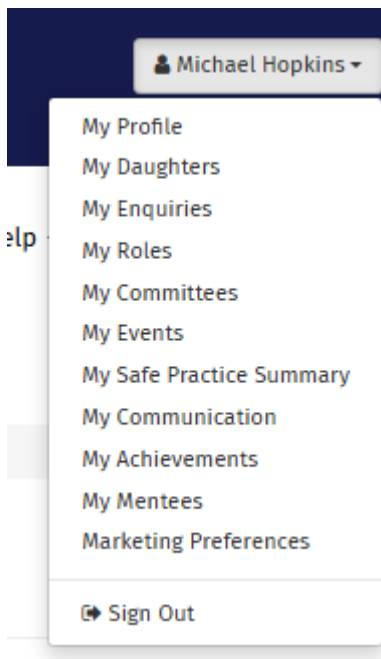 Michael Hopkins
My Profile
My Daughters
My Enquiries
elp
My Roles
My Committees
My Events
My Safe Practice Summary
My Communication
My Achievements
My Mentees
Marketing Preferences
Sign Out